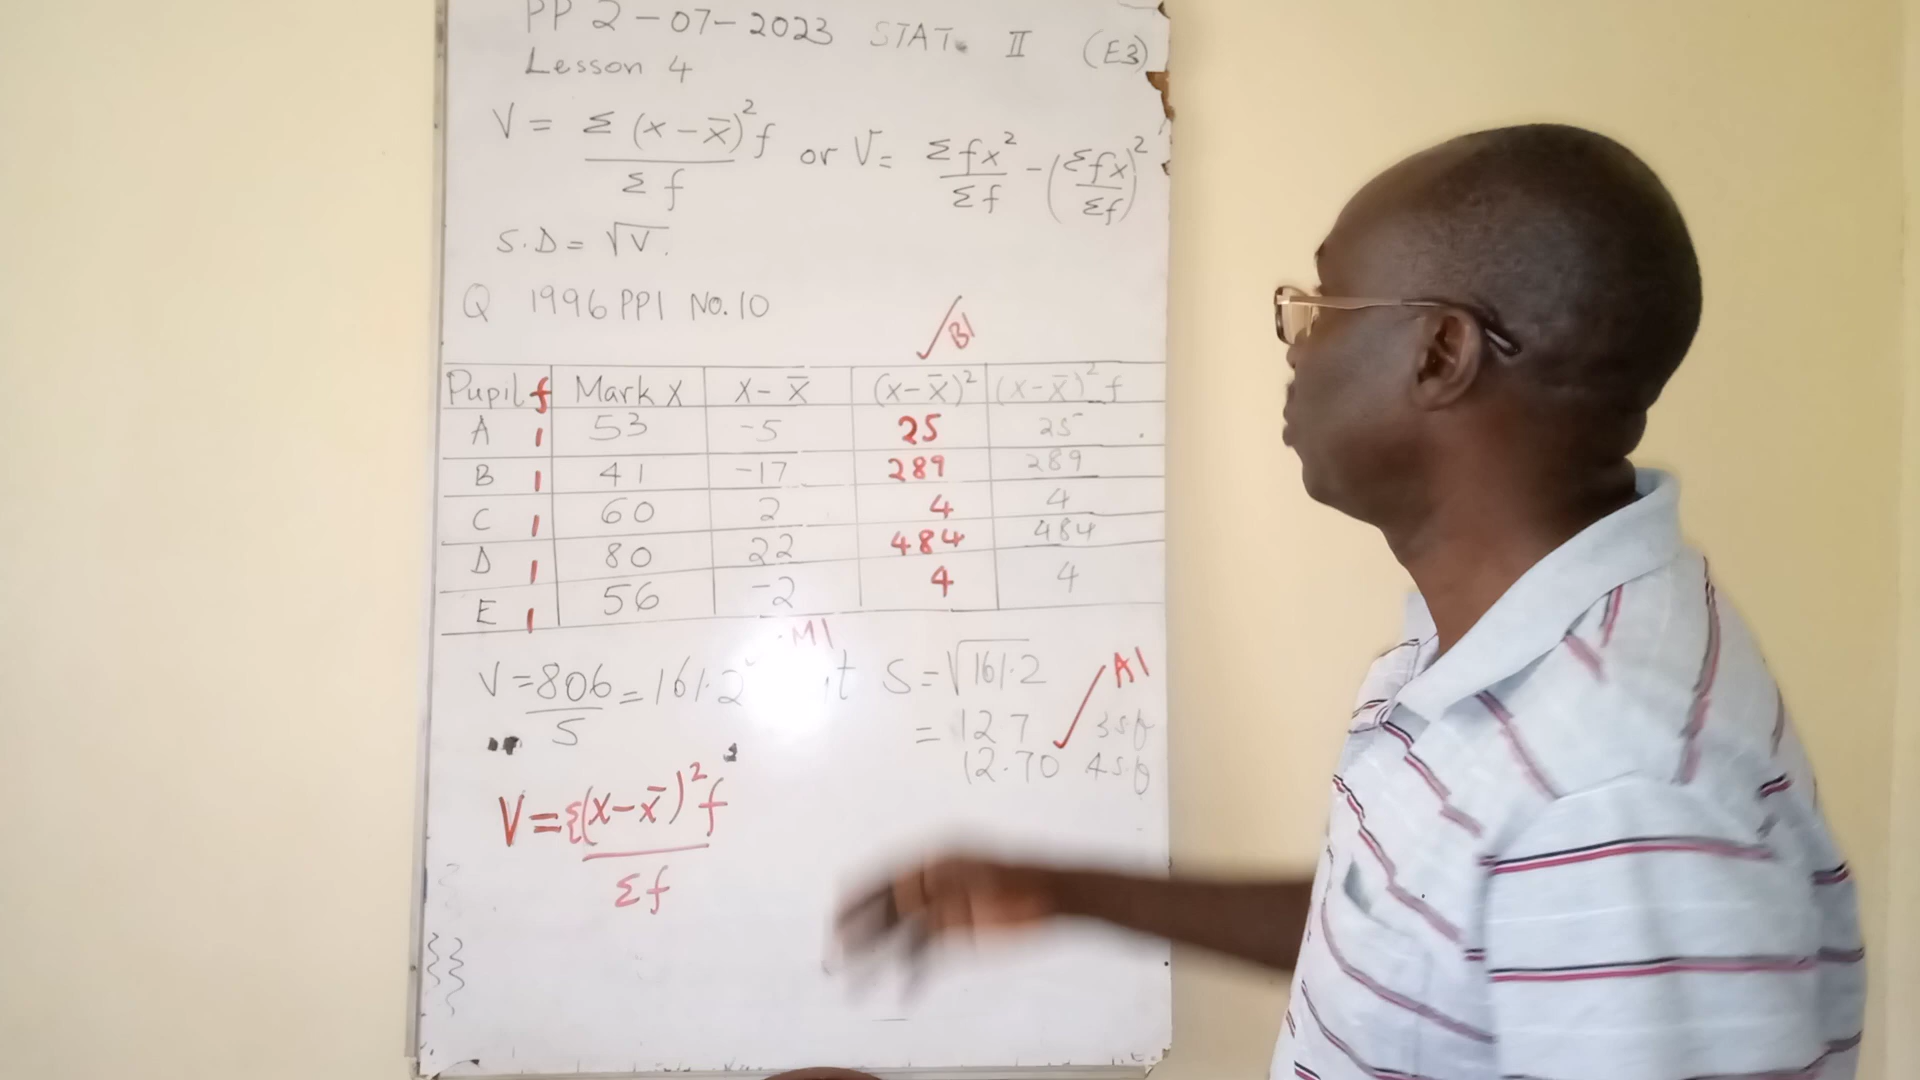 PP 2-07-2023 STAT. II (E3)
Lesson 4
V = Σ(x-x̄)²f / Σf or V = Σfx²/Σf - (Σfx/Σf)²
S.D = √V.
Q 1996 PP1 No.10
✓B1
Pupil f Mark X X-X̄ (x-x̄)² (x-x̄)²f
A 1 53 -5 25 25
B 1 41 -17 289 289
C 1 60 2 4 4
D 1 80 22 484 484
E 1 56 -2 4 4
M1
V = 806/5 = 161.2 S = √161.2 ✓A1
= 12.7 3 s.f
12.70 4 s.f
V = Σ(x-x̄)²f / Σf